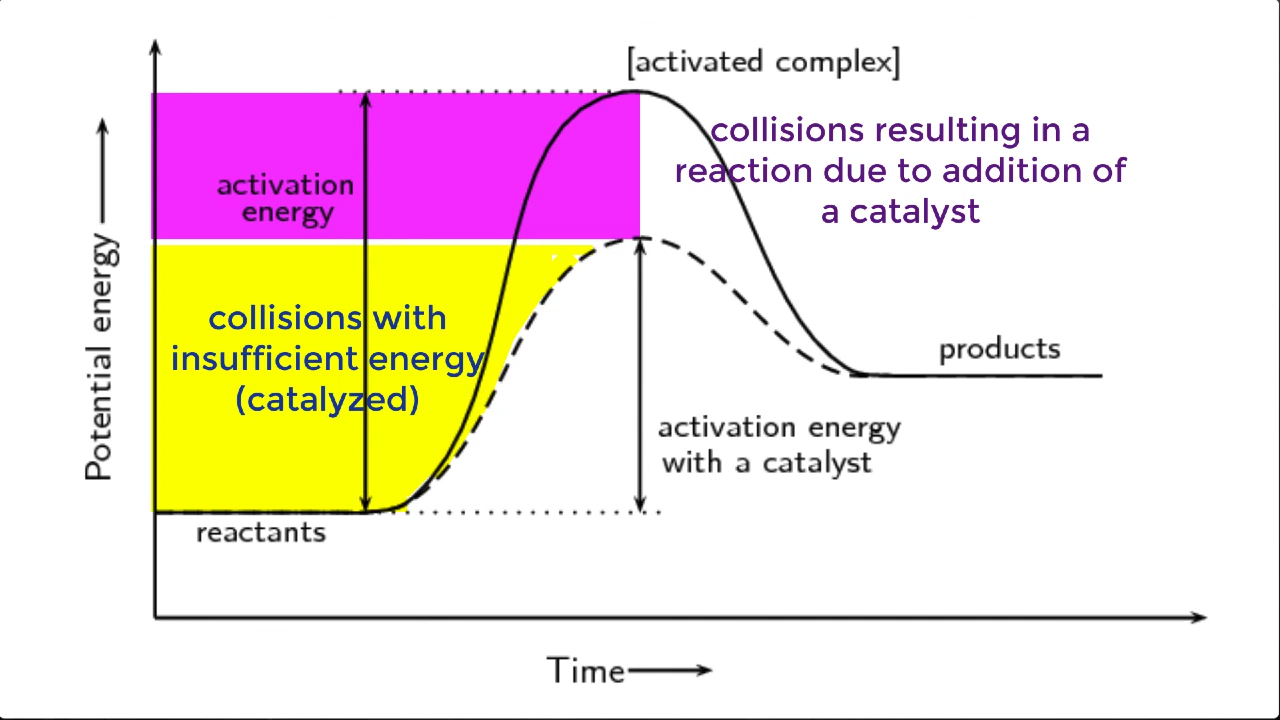 [activated complex]
collisions resulting in a
reaction due to addition of
a catalyst
activation
energy
Potential energy
collisions with
insufficient energy
(catalyzed)
products
activation energy
with a catalyst
reactants
Time